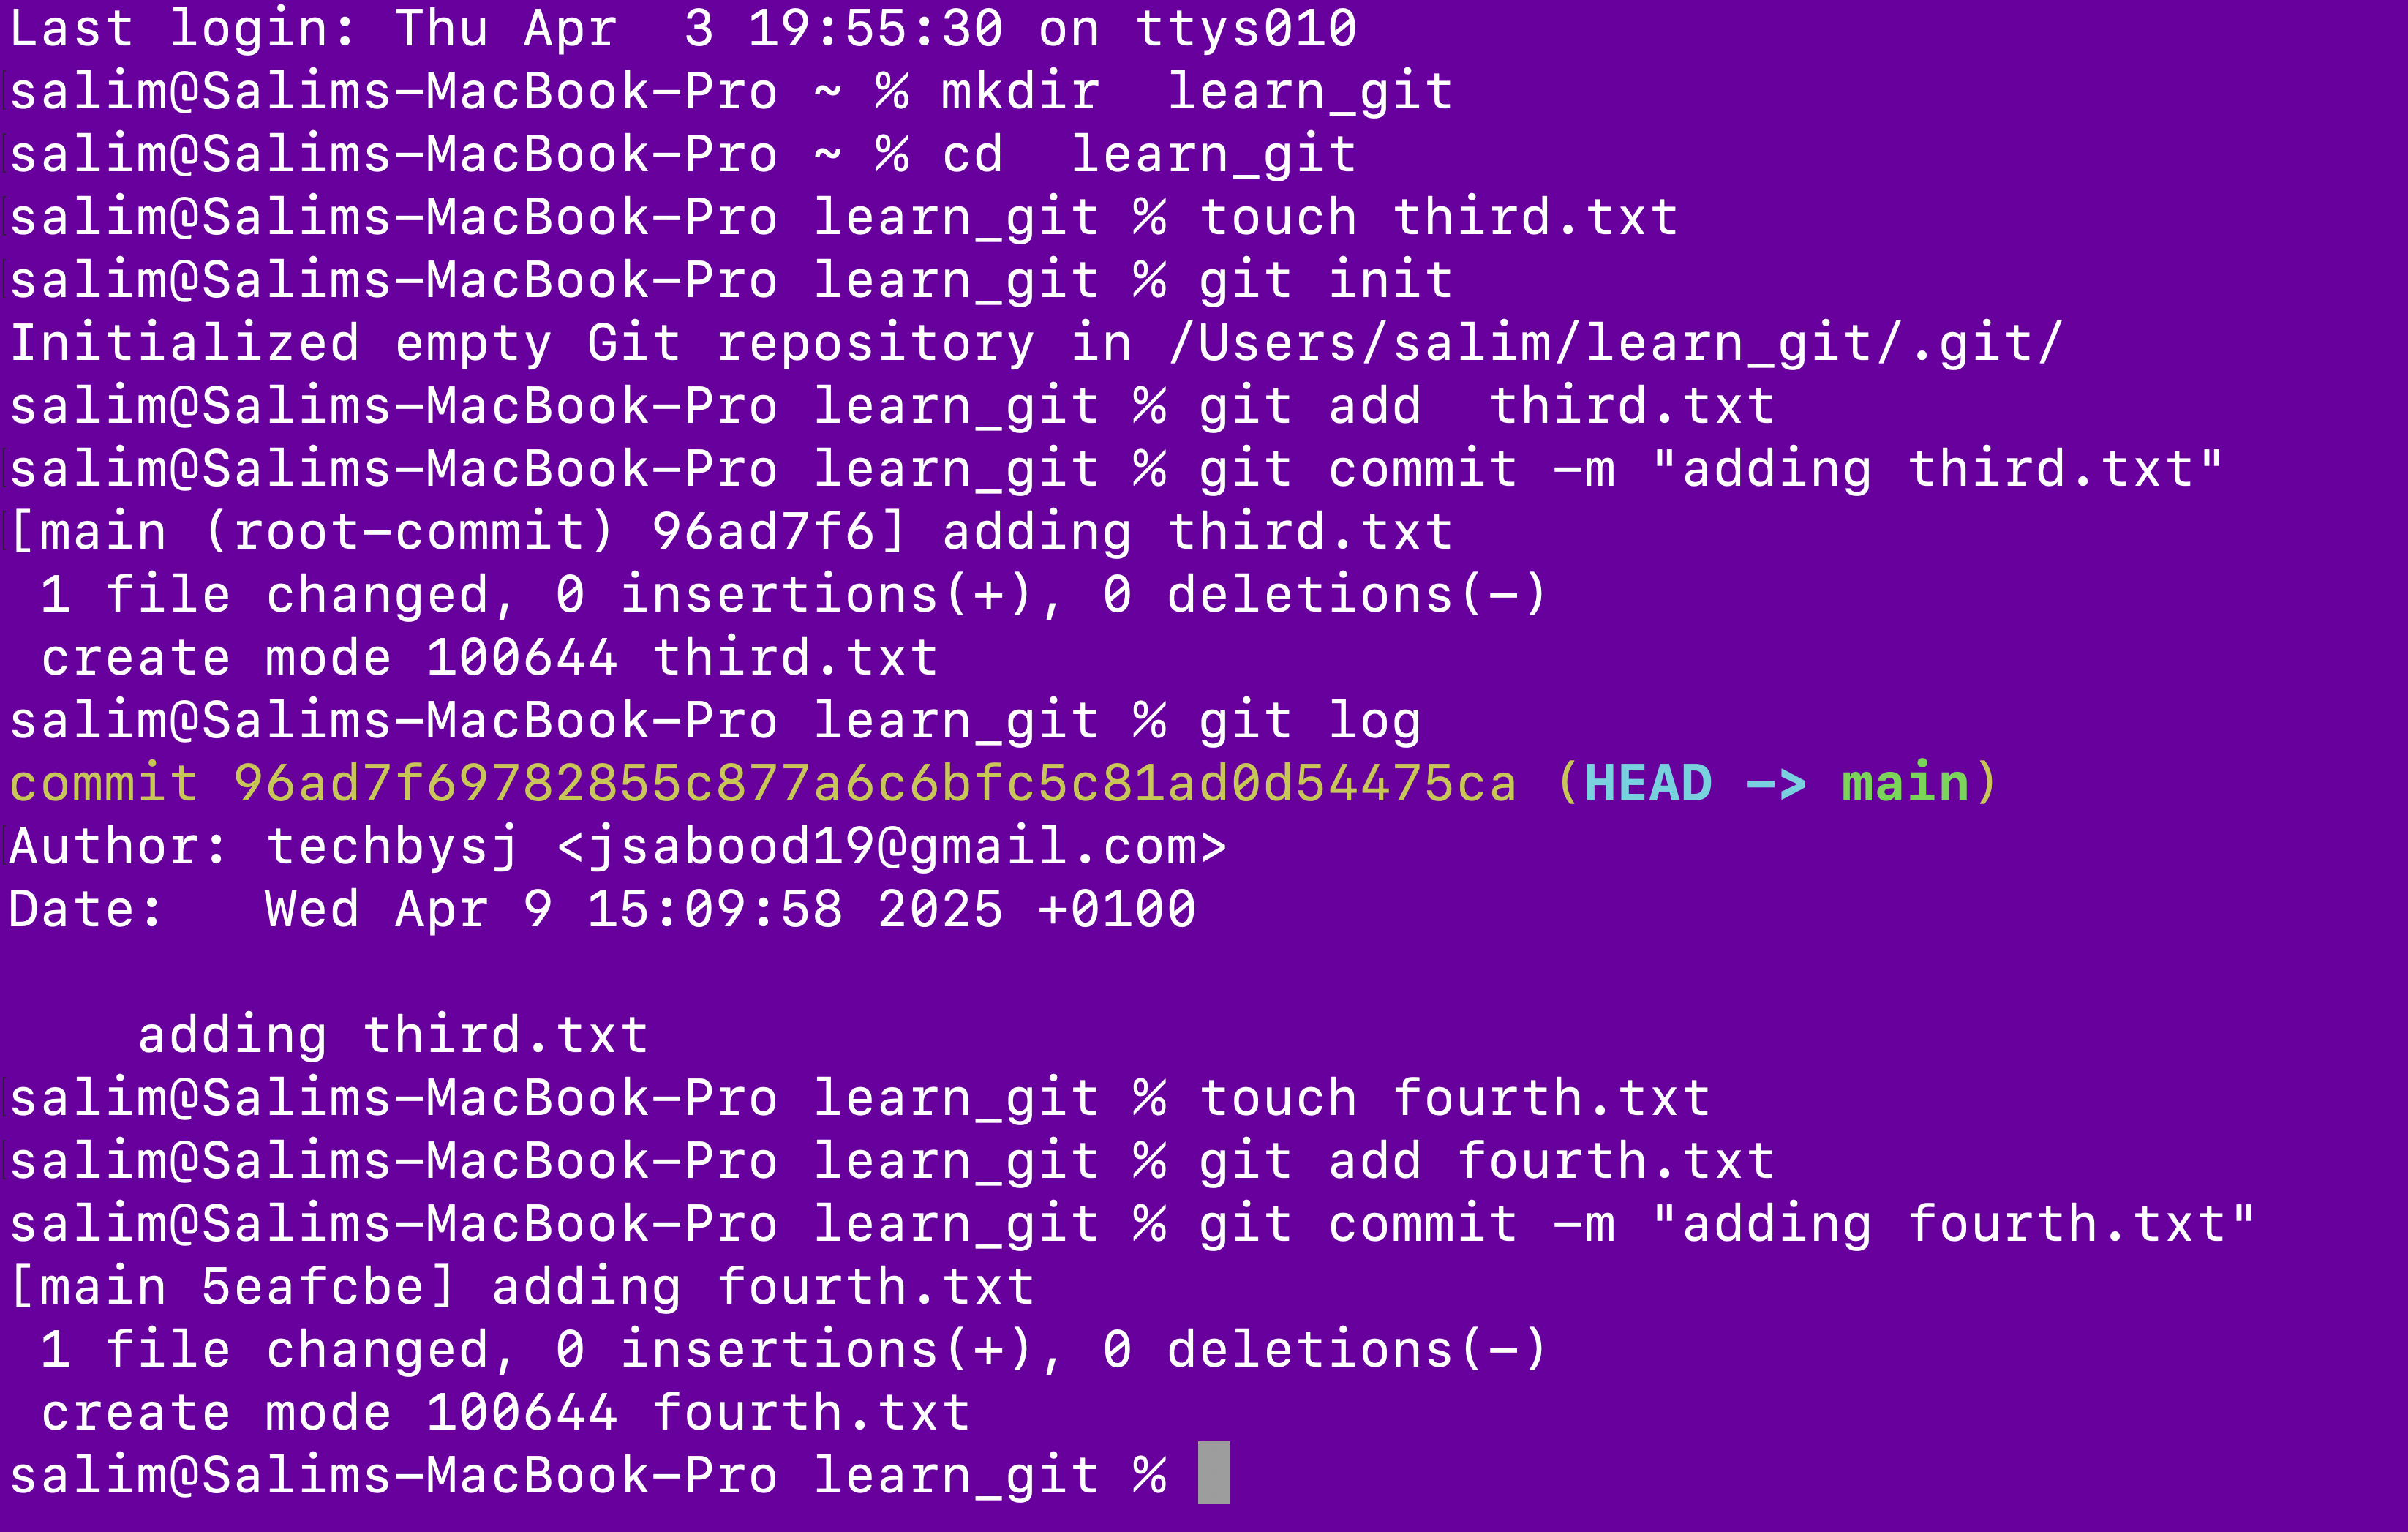 Last login: Thu Apr  3 19:55:30 on ttys010
salim@Salims-MacBook-Pro ~ % mkdir  learn_git
salim@Salims-MacBook-Pro ~ % cd  learn_git
salim@Salims-MacBook-Pro learn_git % touch third.txt
salim@Salims-MacBook-Pro learn_git % git init
Initialized empty Git repository in /Users/salim/learn_git/.git/
salim@Salims-MacBook-Pro learn_git % git add  third.txt
salim@Salims-MacBook-Pro learn_git % git commit -m "adding third.txt"
[main (root-commit) 96ad7f6] adding third.txt
 1 file changed, 0 insertions(+), 0 deletions(-)
 create mode 100644 third.txt
salim@Salims-MacBook-Pro learn_git % git log
commit 96ad7f69782855c877a6c6bfc5c81ad0d54475ca (HEAD -> main)
Author: techbysj <jsabood19@gmail.com>
Date:   Wed Apr 9 15:09:58 2025 +0100

    adding third.txt
salim@Salims-MacBook-Pro learn_git % touch fourth.txt
salim@Salims-MacBook-Pro learn_git % git add fourth.txt
salim@Salims-MacBook-Pro learn_git % git commit -m "adding fourth.txt"
[main 5eafcbe] adding fourth.txt
 1 file changed, 0 insertions(+), 0 deletions(-)
 create mode 100644 fourth.txt
salim@Salims-MacBook-Pro learn_git %